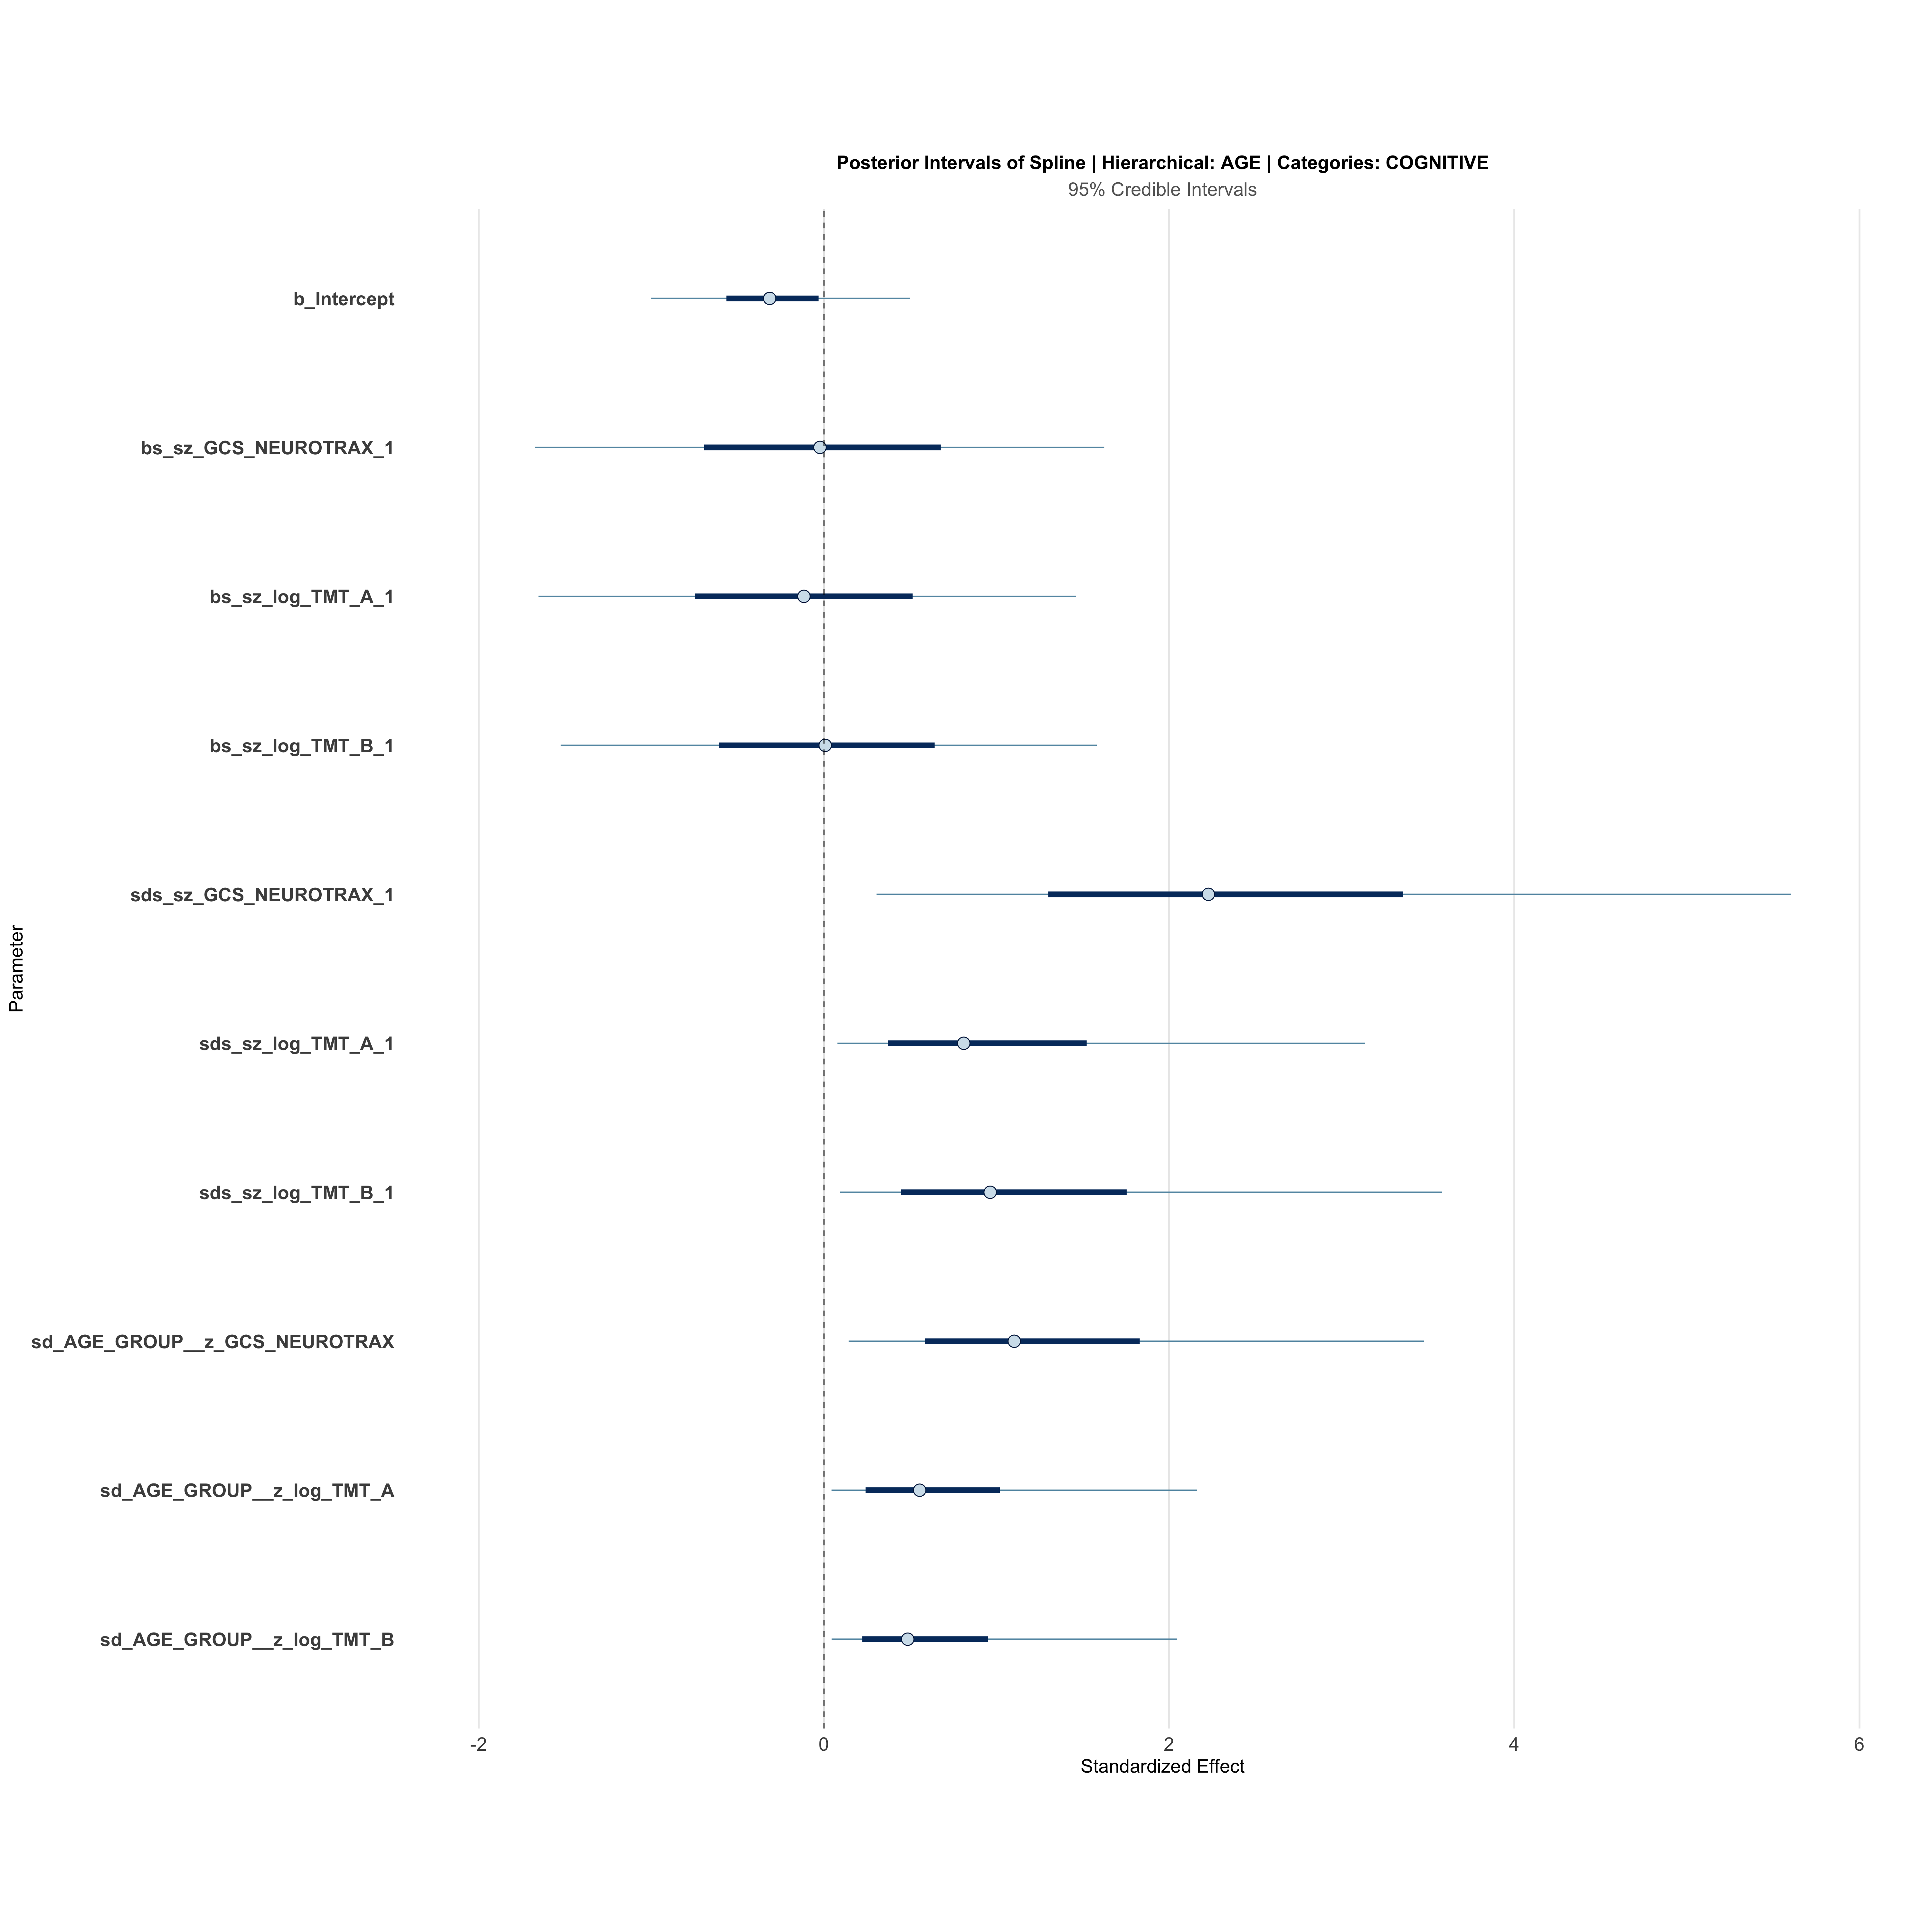 Posterior Intervals of Spline | Hierarchical: AGE | Categories: COGNITIVE
95% Credible Intervals
Parameter
b_Intercept
bs_sz_GCS_NEUROTRAX_1
bs_sz_log_TMT_A_1
bs_sz_log_TMT_B_1
sds_sz_GCS_NEUROTRAX_1
sds_sz_log_TMT_A_1
sds_sz_log_TMT_B_1
sd_AGE_GROUP__z_GCS_NEUROTRAX
sd_AGE_GROUP__z_log_TMT_A
sd_AGE_GROUP__z_log_TMT_B
-2 0 2 4 6
Standardized Effect